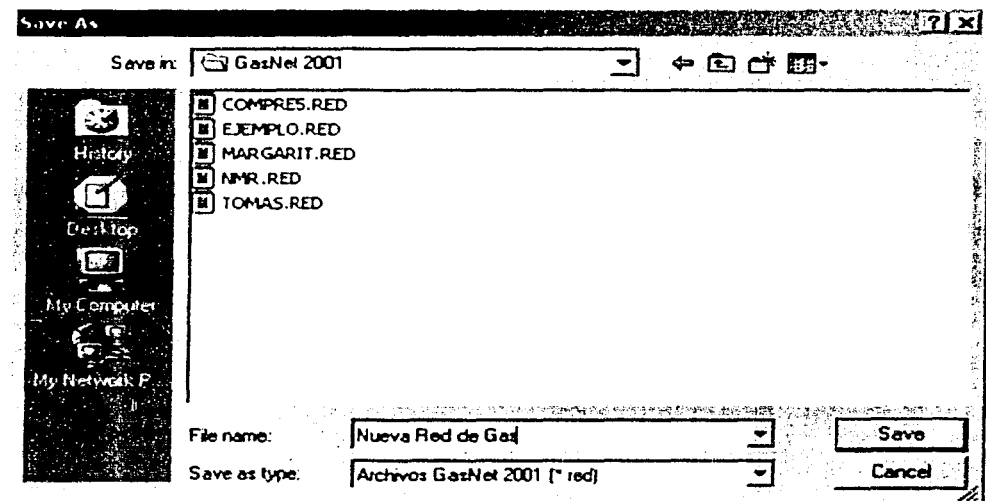 Save As
Save in: GasNet 2001
History
Desktop
My Computer
My Network P...
COMPRES.RED
EJEMPLO.RED
MARGARIT.RED
NMR.RED
TOMAS.RED
File name: Nueva Red de Gas Save
Save as type: Archivos GasNet 2001 (*.red) Cancel